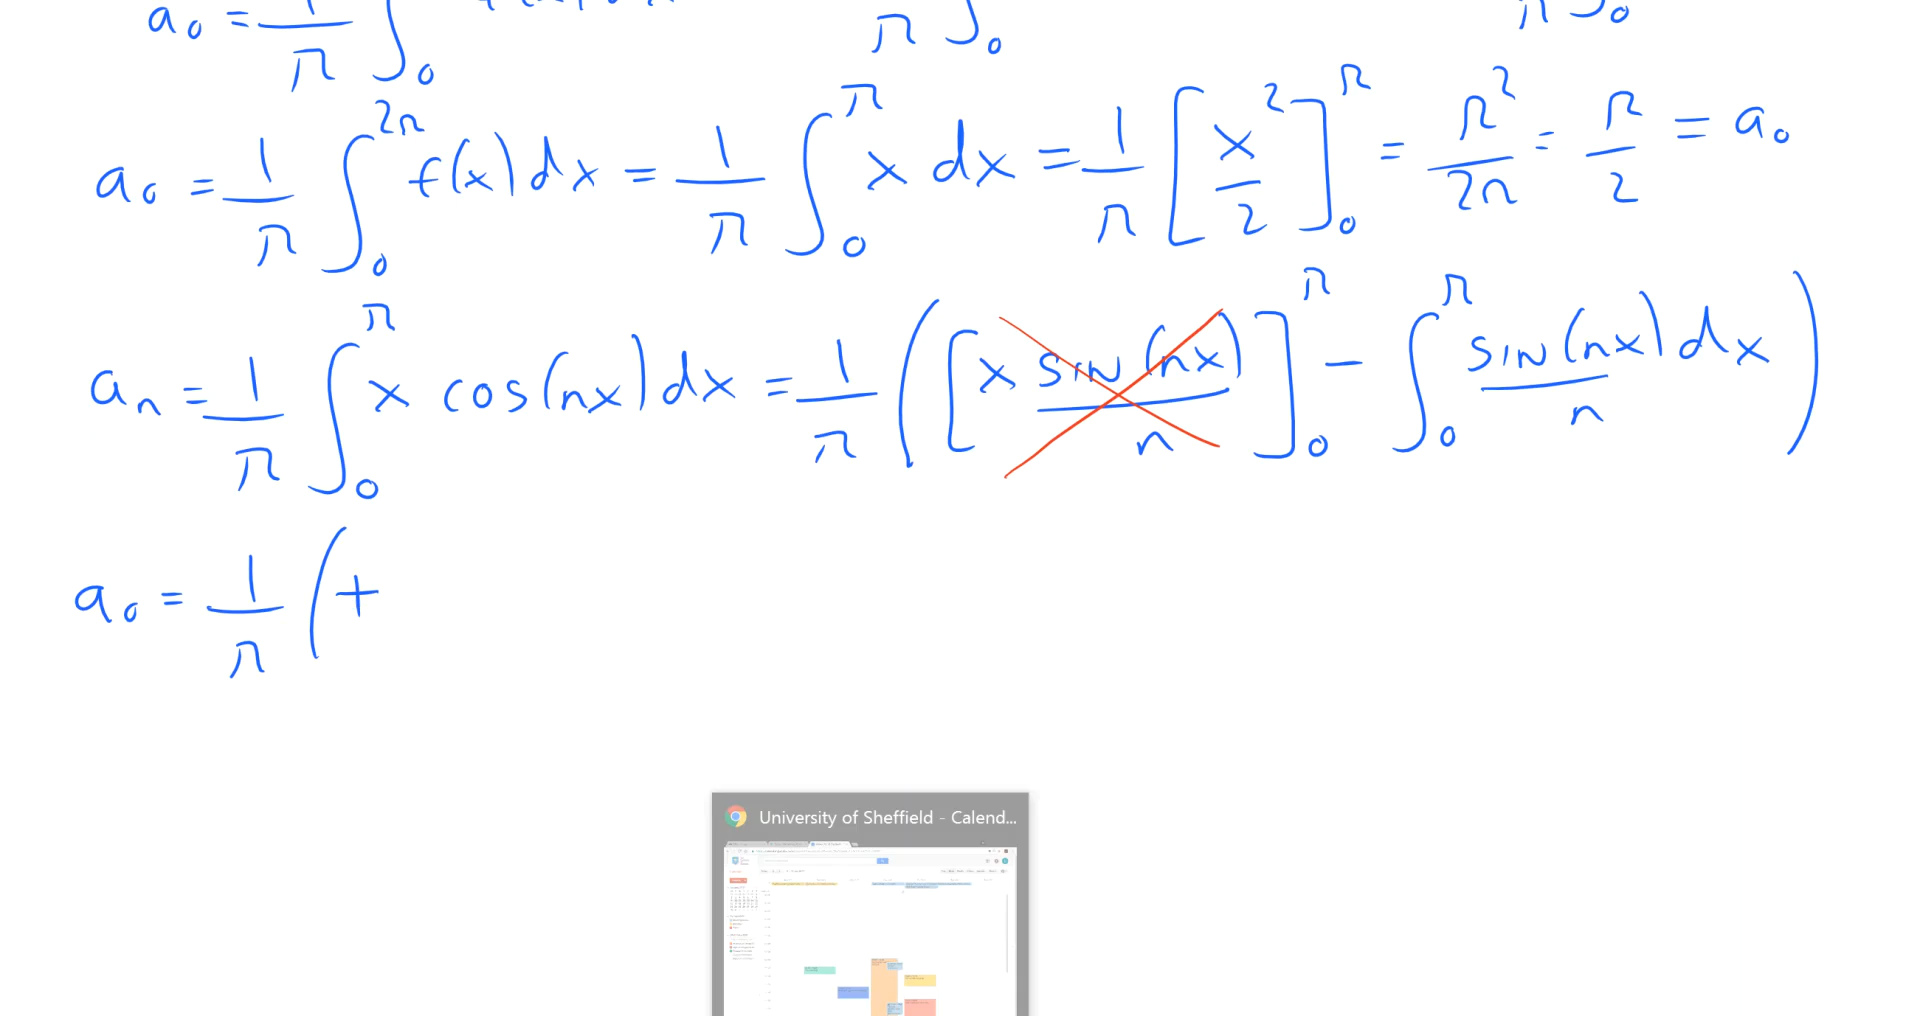 a₀ = 1/π ∫₀
π ∫₀
π ∫₀
a₀ = 1/π ∫₀^2π f(x) dx = 1/π ∫₀^π x dx = 1/π [x²/2]₀^π = π²/2π = π/2 = a₀
aₙ = 1/π ∫₀^π x cos(nx) dx = 1/π ([x sin(nx)/n]₀^π - ∫₀^π sin(nx)/n dx)
a₀ = 1/π (+
University of Sheffield - Calend...